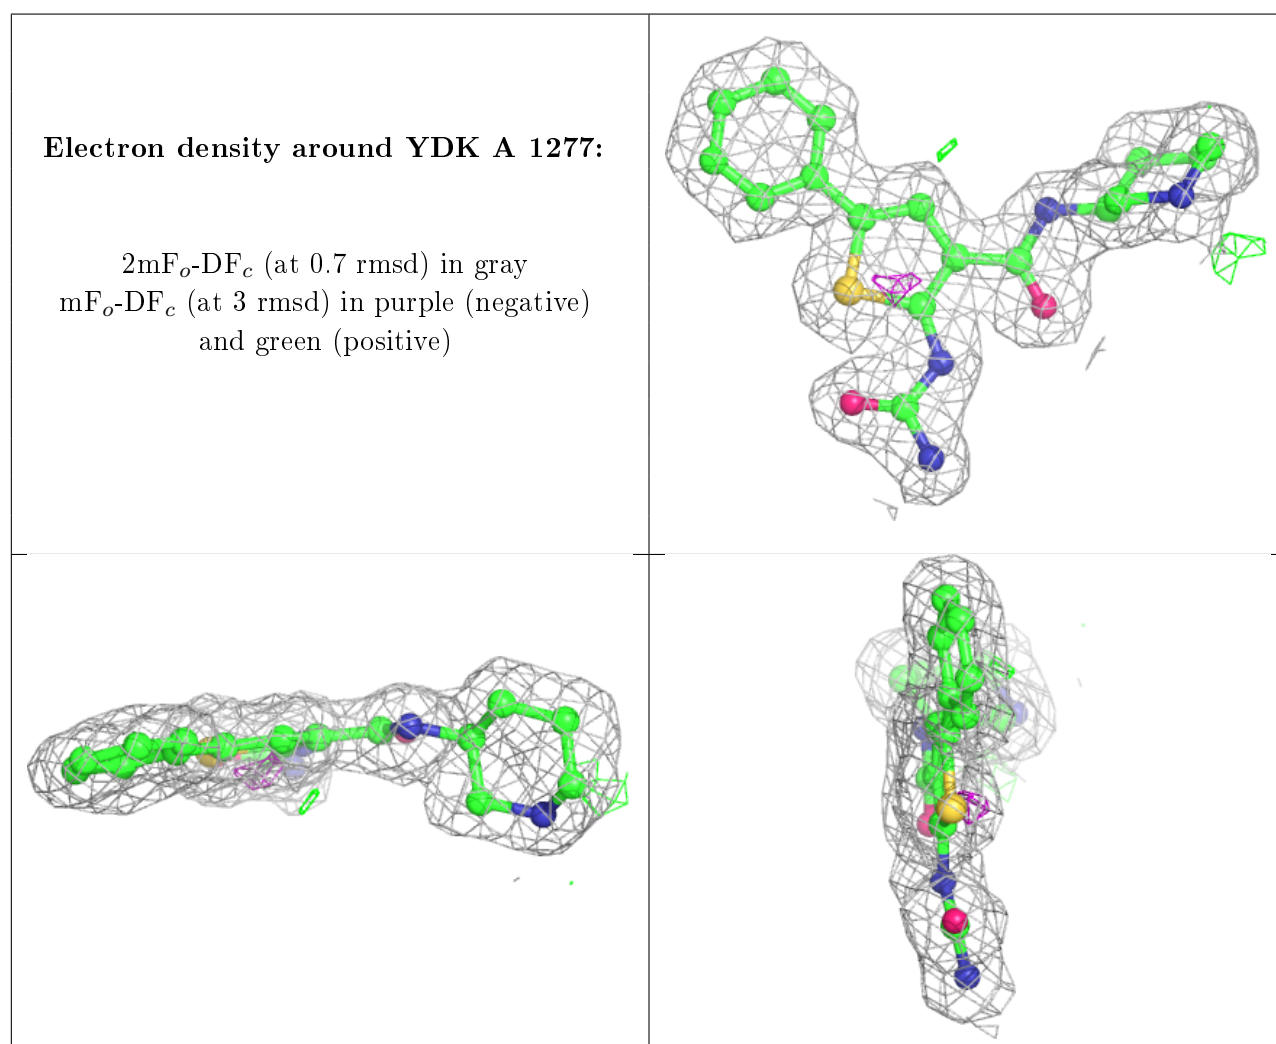 Electron density around YDK A 1277:
2mFo-DFc (at 0.7 rmsd) in gray
mFo-DFc (at 3 rmsd) in purple (negative)
and green (positive)